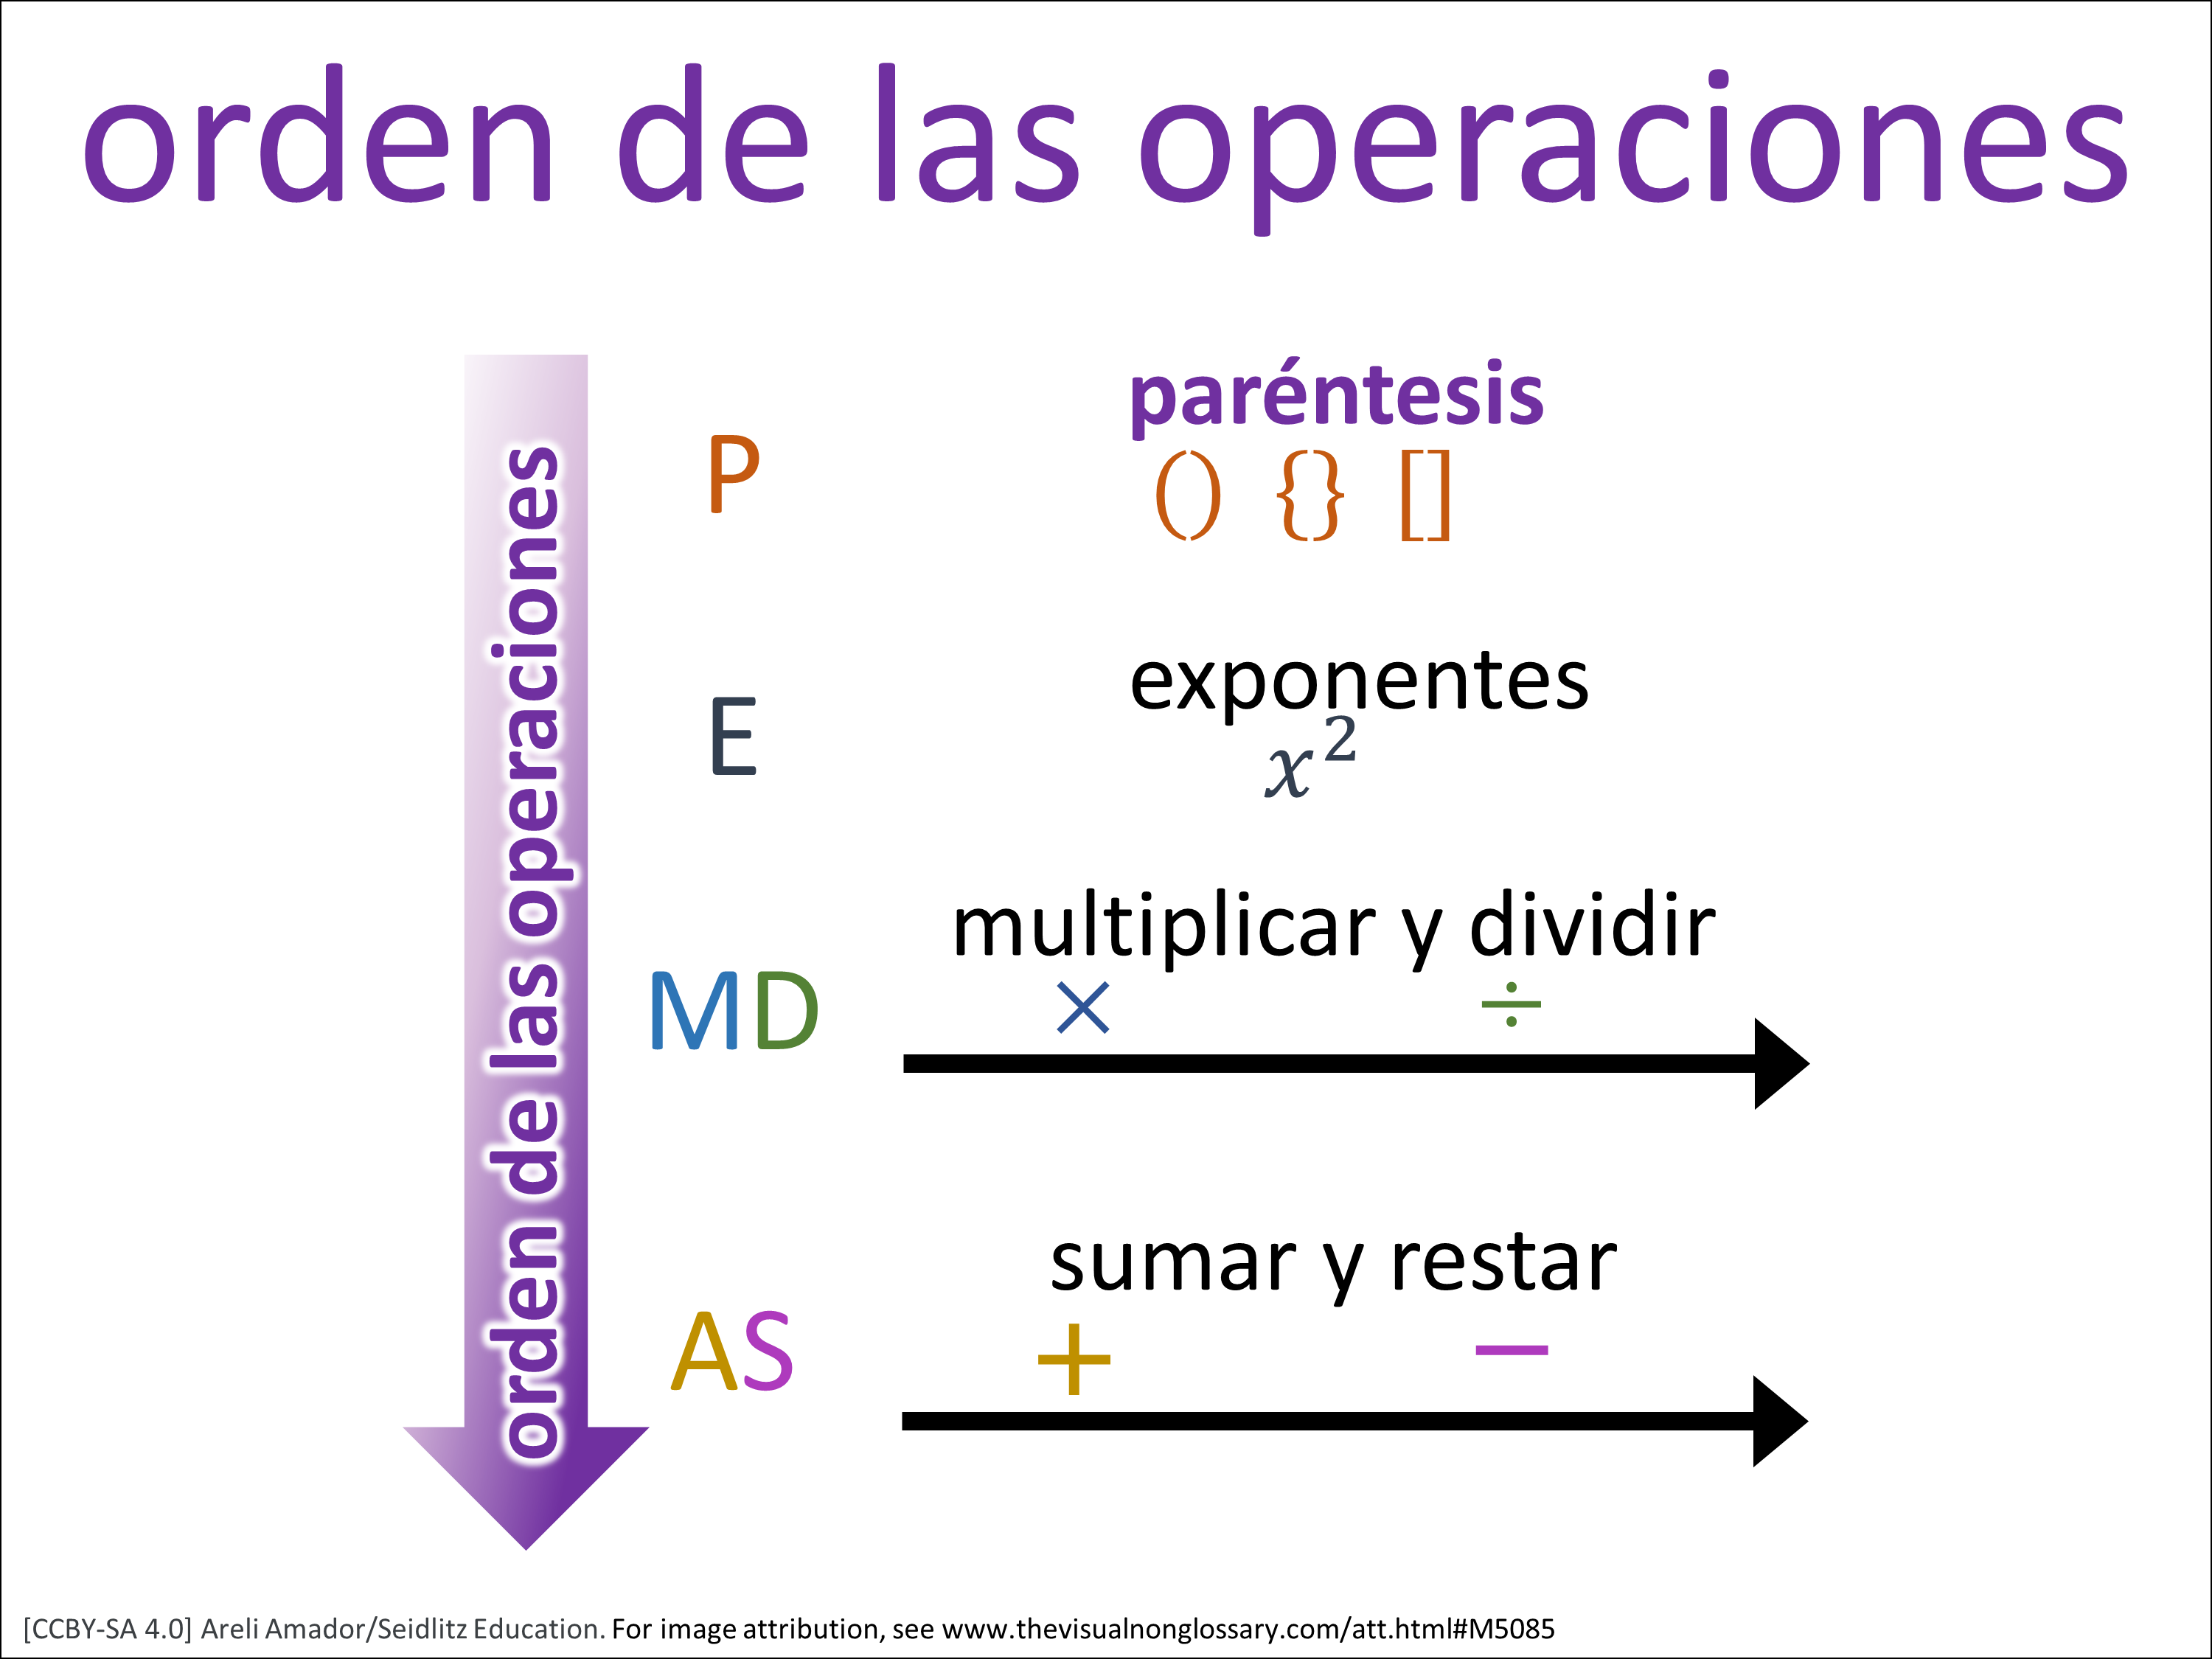 orden de las operaciones
orden de las operaciones
P
paréntesis
() {} []
E
exponentes
x²
MD
multiplicar y dividir
× ÷
AS
sumar y restar
+ −
[CCBY-SA 4.0] Areli Amador/Seidlitz Education. For image attribution, see www.thevisualnonglossary.com/att.html#M5085